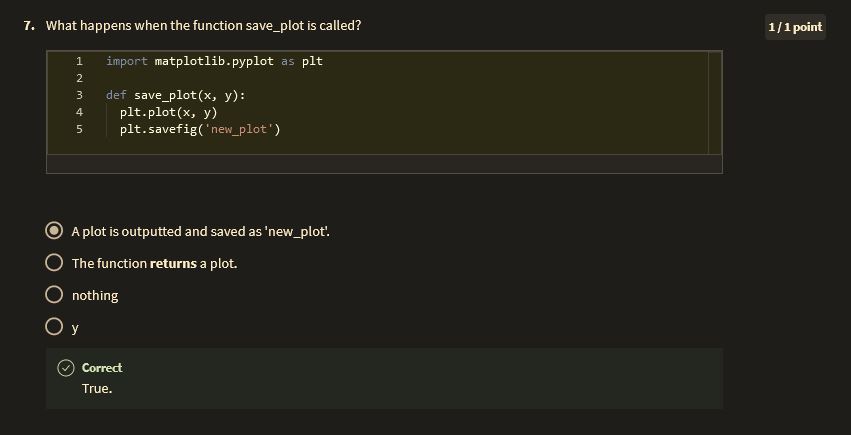 7. What happens when the function save_plot is called?
1 / 1 point
1 import matplotlib.pyplot as plt
2
3 def save_plot(x, y):
4 plt.plot(x, y)
5 plt.savefig('new_plot')
A plot is outputted and saved as 'new_plot'.
The function returns a plot.
nothing
y
Correct
True.